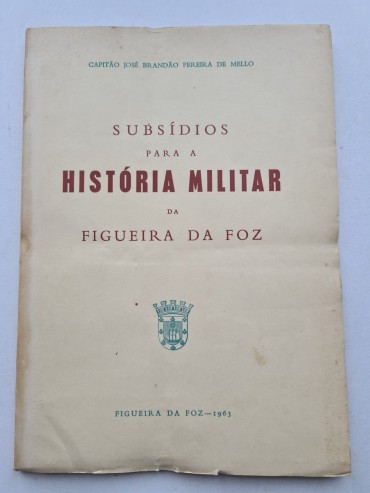 CAPITÃO JOSÉ BRANDÃO PEREIRA DE MELLO
SUBSÍDIOS
PARA A
HISTÓRIA MILITAR
DA
FIGUEIRA DA FOZ
FIGUEIRA DA FOZ—1963